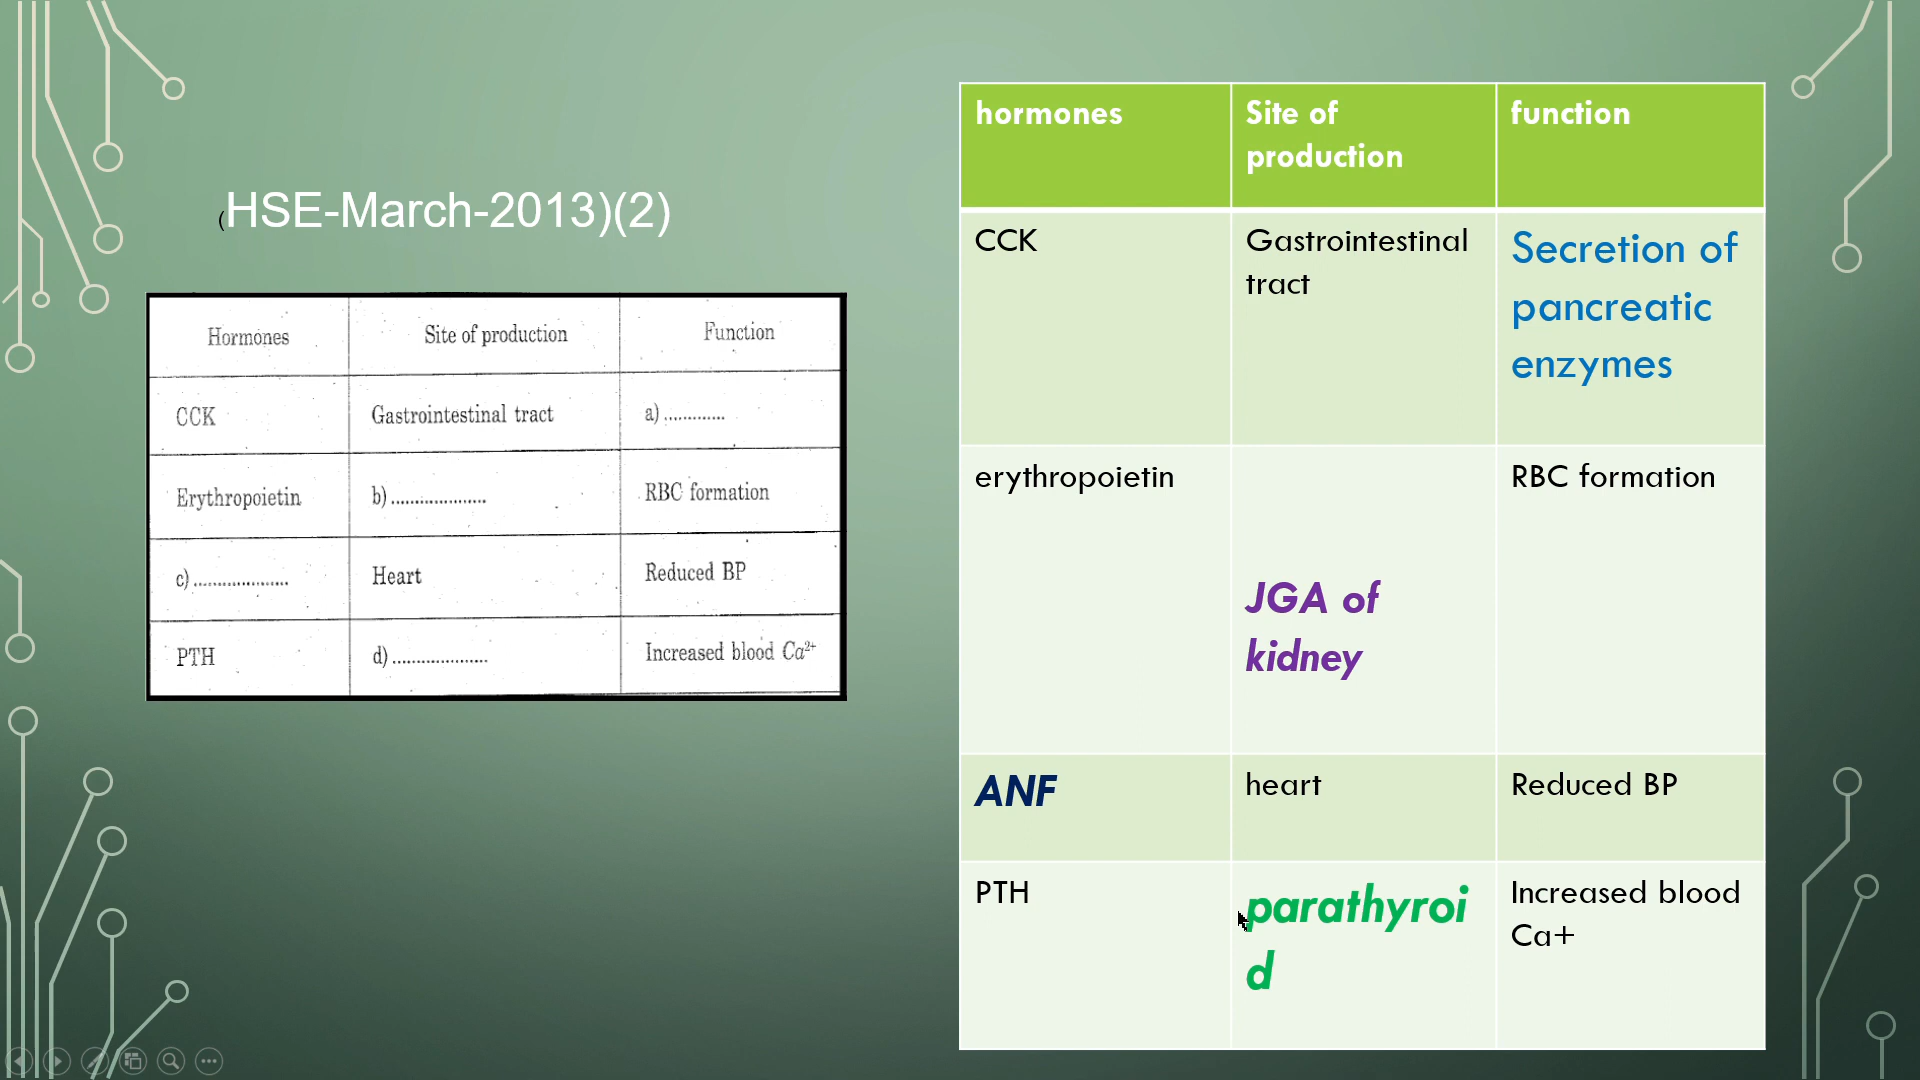 (HSE-March-2013)(2)
Hormones Site of production Function
CCK Gastrointestinal tract a) .............
Erythropoietin b) ................... RBC formation
c) ................... Heart Reduced BP
PTH d) ................... Increased blood Ca²⁺
hormones Site of production function
CCK Gastrointestinal tract Secretion of pancreatic enzymes
erythropoietin JGA of kidney RBC formation
ANF heart Reduced BP
PTH parathyroid Increased blood Ca+